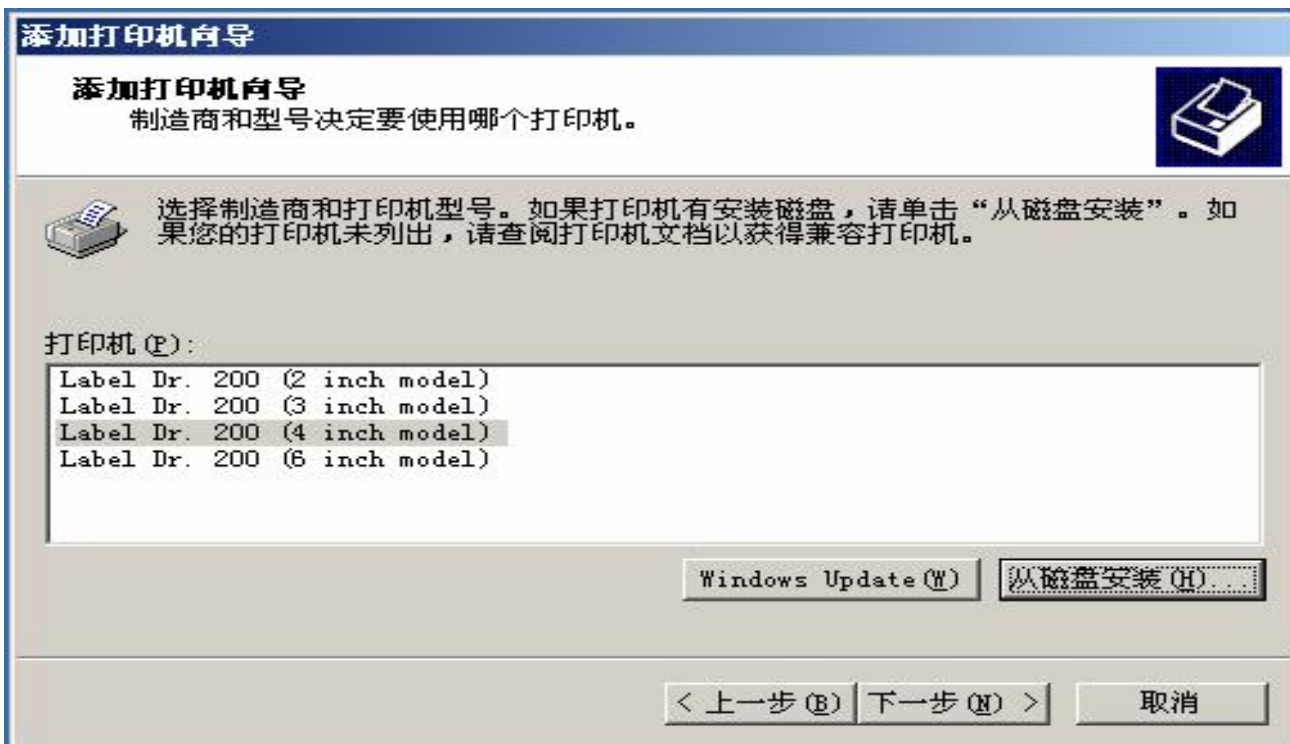 添加打印机向导
添加打印机向导
制造商和型号决定要使用哪个打印机。
选择制造商和打印机型号。如果打印机有安装磁盘，请单击“从磁盘安装”。如
果您的打印机未列出，请查阅打印机文档以获得兼容打印机。
打印机(P):
Label Dr. 200 (2 inch model)
Label Dr. 200 (3 inch model)
Label Dr. 200 (4 inch model)
Label Dr. 200 (6 inch model)
Windows Update(W) 从磁盘安装(H)...
< 上一步(B) 下一步(N) > 取消